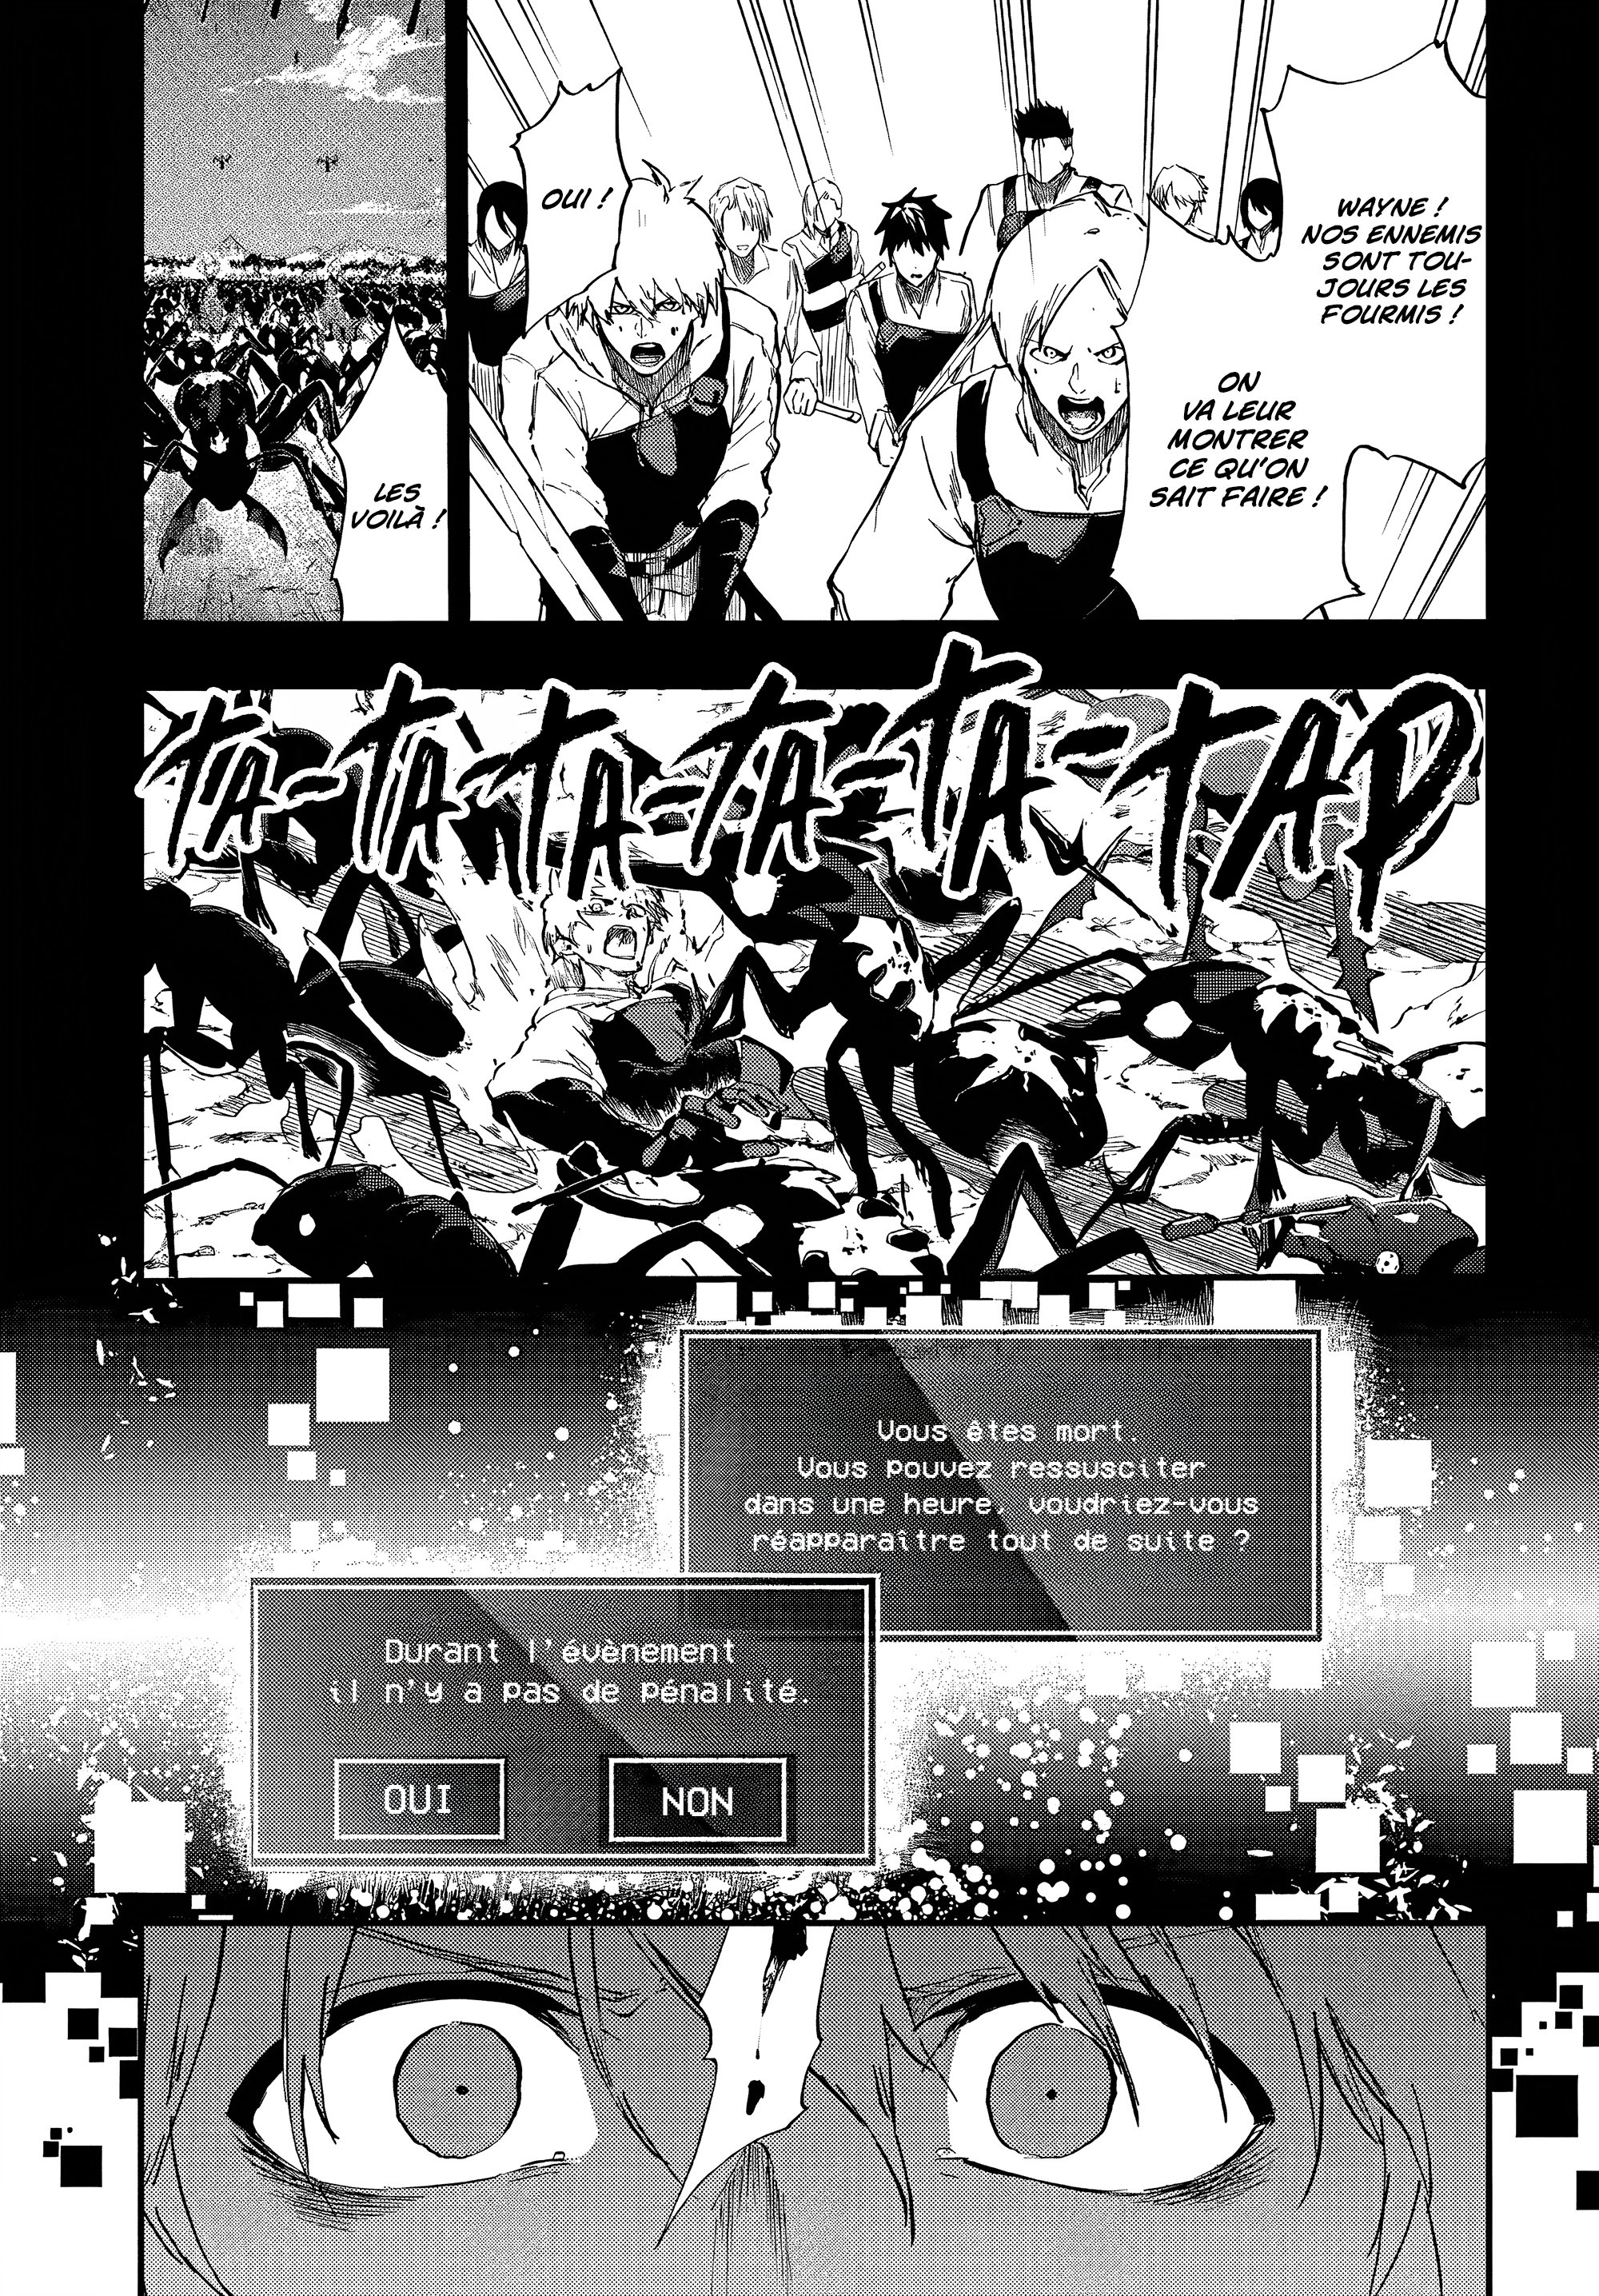 WAYNE !
NOS ENNEMIS
SONT TOU-
JOURS LES
FOURMIS !
ON
VA LEUR
MONTRER
CE QU'ON
SAIT FAIRE !
OUI !
LES
VOILÀ !
TA-TA-TA-TA-TA-TAP
Vous êtes mort.
Vous pouvez ressusciter
dans une heure, voudriez-vous
réapparaître tout de suite ?
Durant l'évènement
il n'y a pas de pénalité.
OUI
NON
!